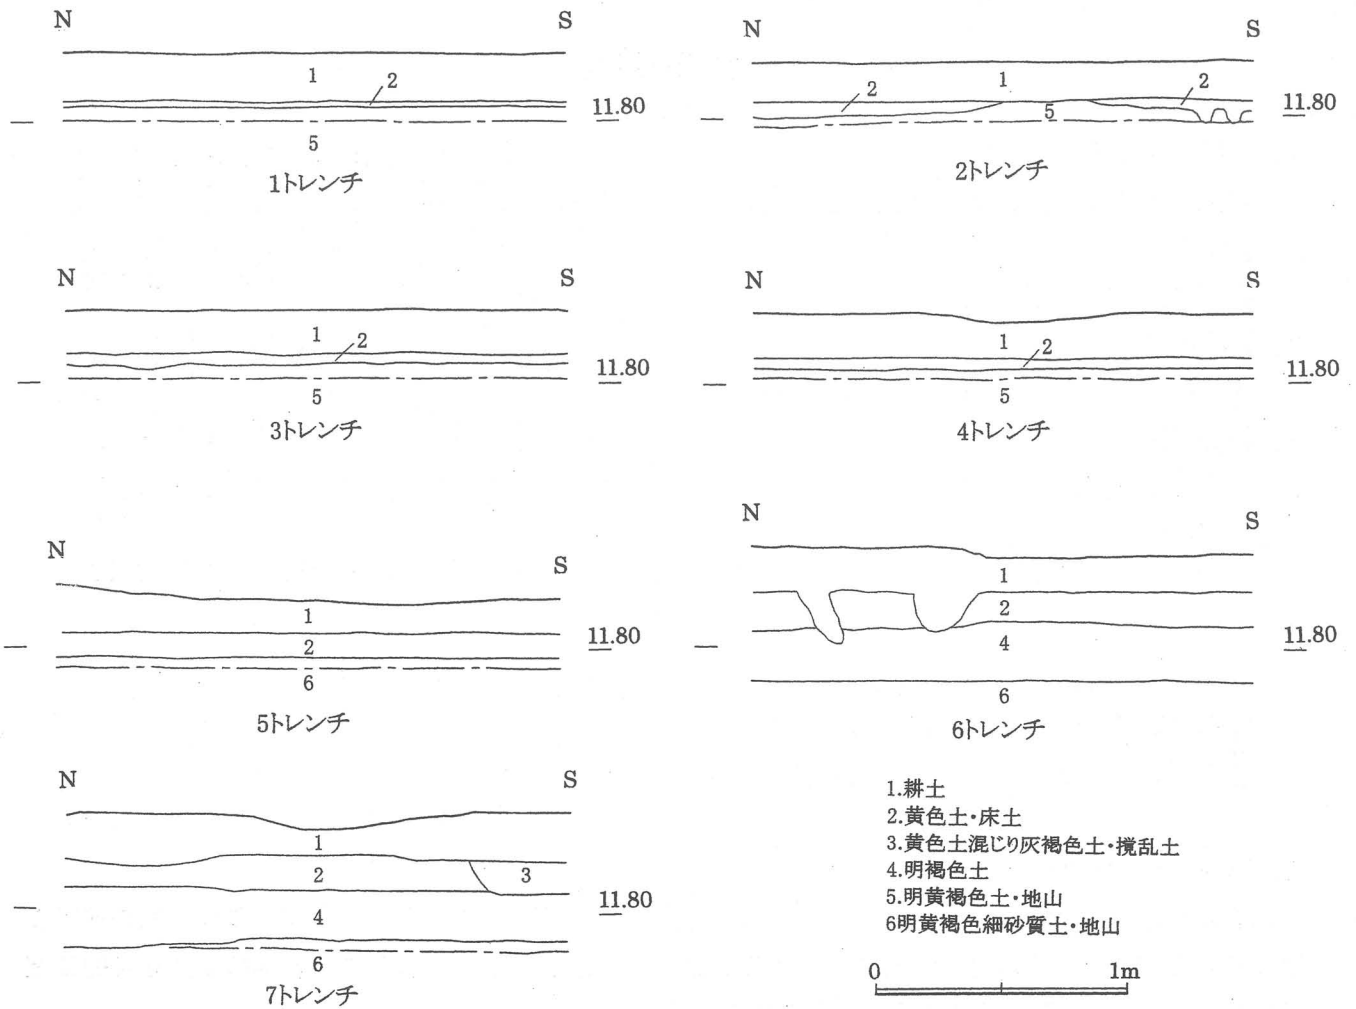 N S
1
2
11.80
5
1トレンチ
N S
1
2 2
11.80
5
2トレンチ
N S
1
2
11.80
5
3トレンチ
N S
1
2
11.80
5
4トレンチ
N S
1
2
11.80
6
5トレンチ
N S
1
2
4
11.80
6
6トレンチ
N S
1
2 3
4
11.80
6
7トレンチ
1.耕土
2.黄色土・床土
3.黄色土混じり灰褐色土・撹乱土
4.明褐色土
5.明黄褐色土・地山
6明黄褐色細砂質土・地山
0 1m